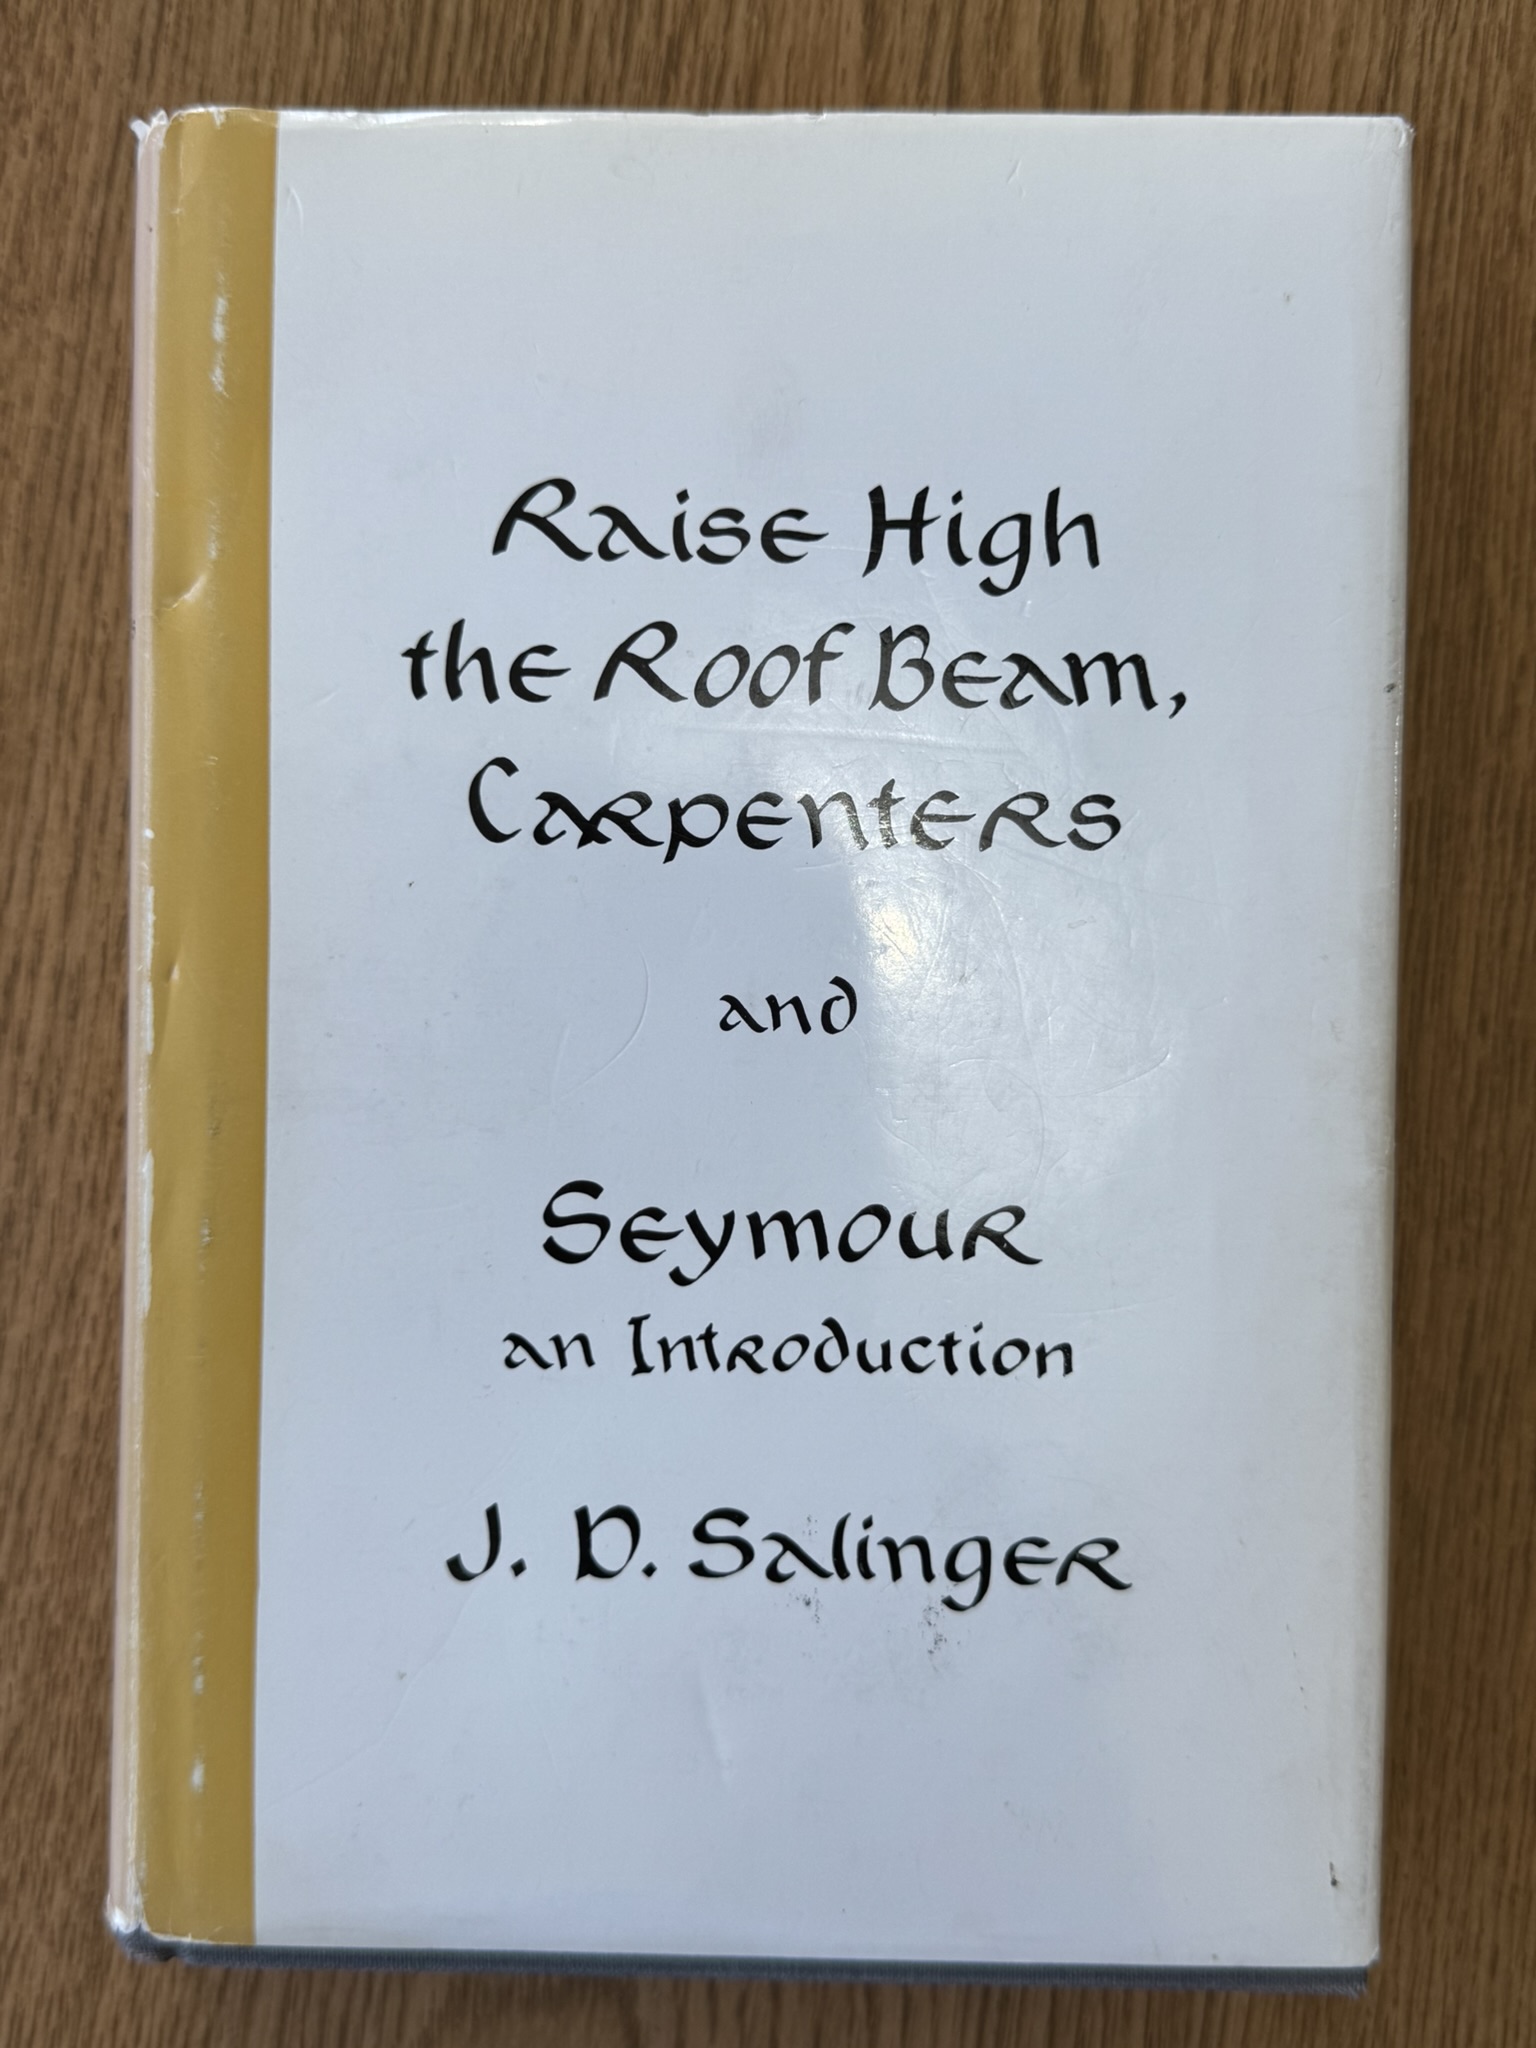 Raise High
the Roof Beam,
Carpenters
and
Seymour
an Introduction
J. D. Salinger